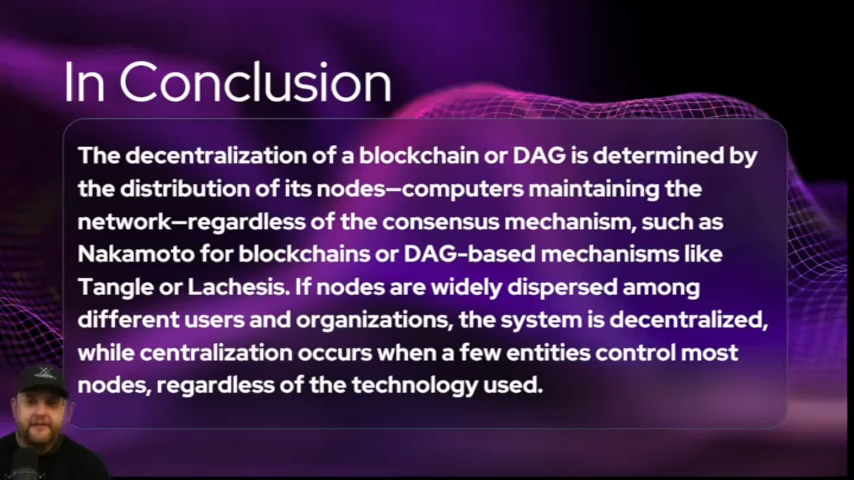 In Conclusion
The decentralization of a blockchain or DAG is determined by
the distribution of its nodes—computers maintaining the
network—regardless of the consensus mechanism, such as
Nakamoto for blockchains or DAG-based mechanisms like
Tangle or Lachesis. If nodes are widely dispersed among
different users and organizations, the system is decentralized,
while centralization occurs when a few entities control most
nodes, regardless of the technology used.